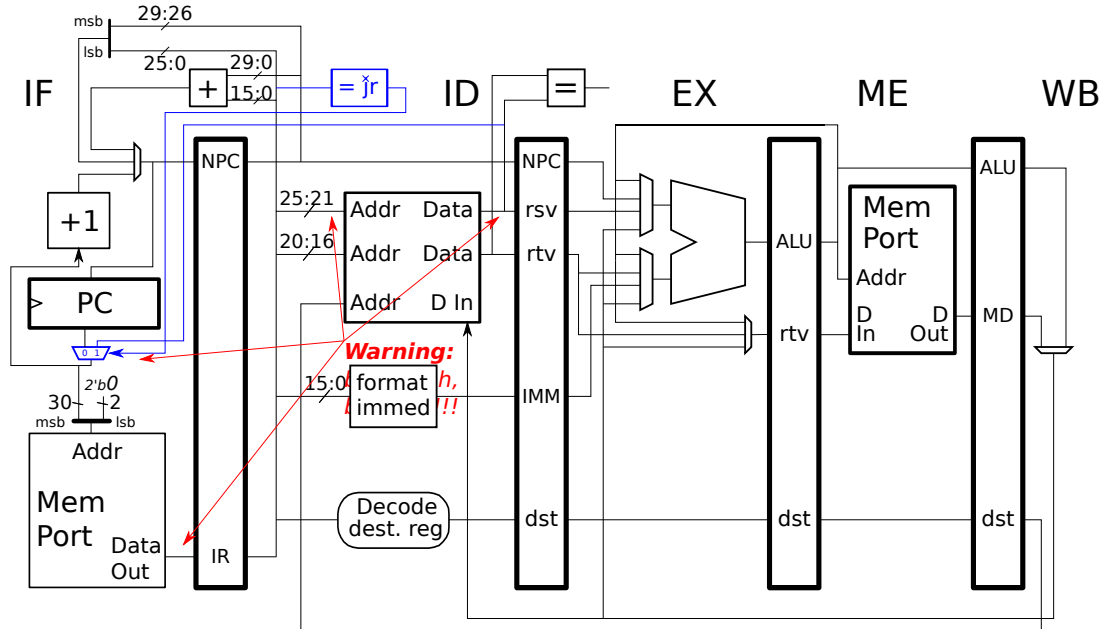 msb
29:26
lsb
25:0
29:0
15:0
= jr
x
IF
+
ID
=
EX
ME
WB
NPC
NPC
ALU
+1
25:21
Addr
Data
rsv
Mem
Port
20:16
Addr
Data
rtv
ALU
PC
Addr
D In
Addr
D
In
D
Out
rtv
MD
0 1
Warning:
h,
!!!
15:0
format
immed
IMM
2'b0
30
2
msb
lsb
Addr
Mem
Port
Data
Out
IR
Decode
dest. reg
dst
dst
dst